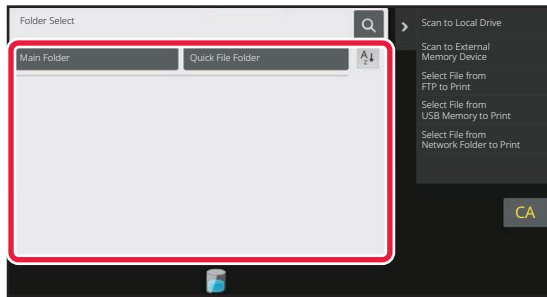 Folder Select
Main Folder
Quick File Folder
A
Z
Scan to Local Drive
Scan to External
Memory Device
Select File from
FTP to Print
Select File from
USB Memory to Print
Select File from
Network Folder to Print
CA